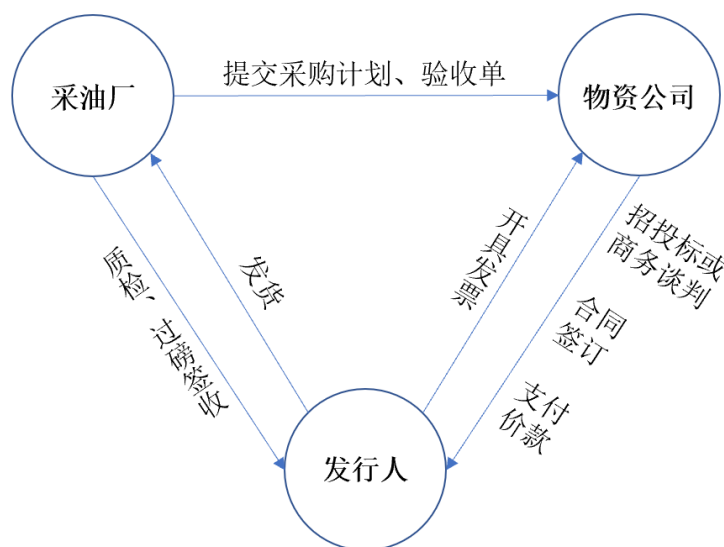 采油厂
提交采购计划、验收单
物资公司
质检、过磅签收
发货
开具发票
招投标或
商务谈判
合同
签订
支付
价款
发行人